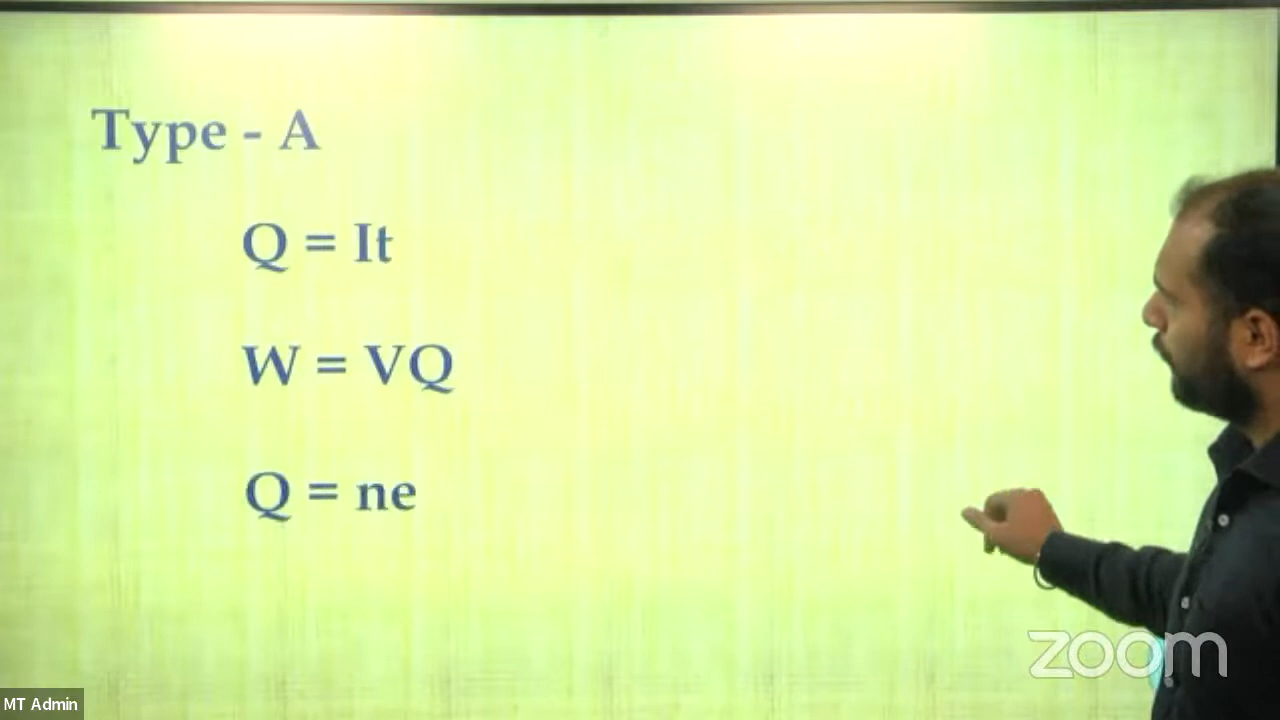 Type - A
Q = It
W = VQ
Q = ne
zoom
MT Admin